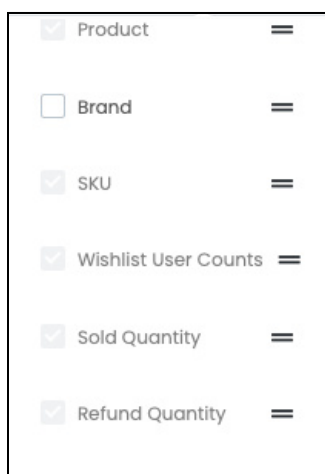 Product
Brand
SKU
Wishlist User Counts
Sold Quantity
Refund Quantity